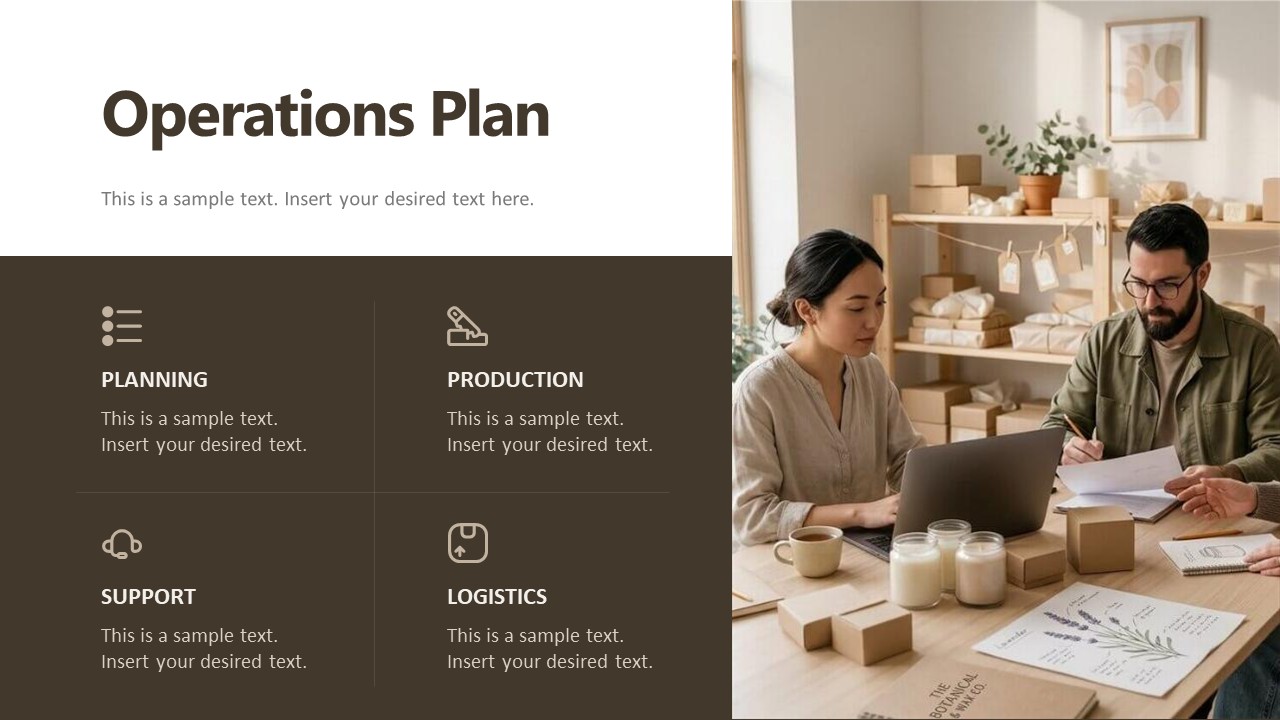 Operations Plan
This is a sample text. Insert your desired text here.
PLANNING
This is a sample text.
Insert your desired text.
PRODUCTION
This is a sample text.
Insert your desired text.
SUPPORT
This is a sample text.
Insert your desired text.
LOGISTICS
This is a sample text.
Insert your desired text.
Lavender
THE
BOTANICAL
& WAX CO.